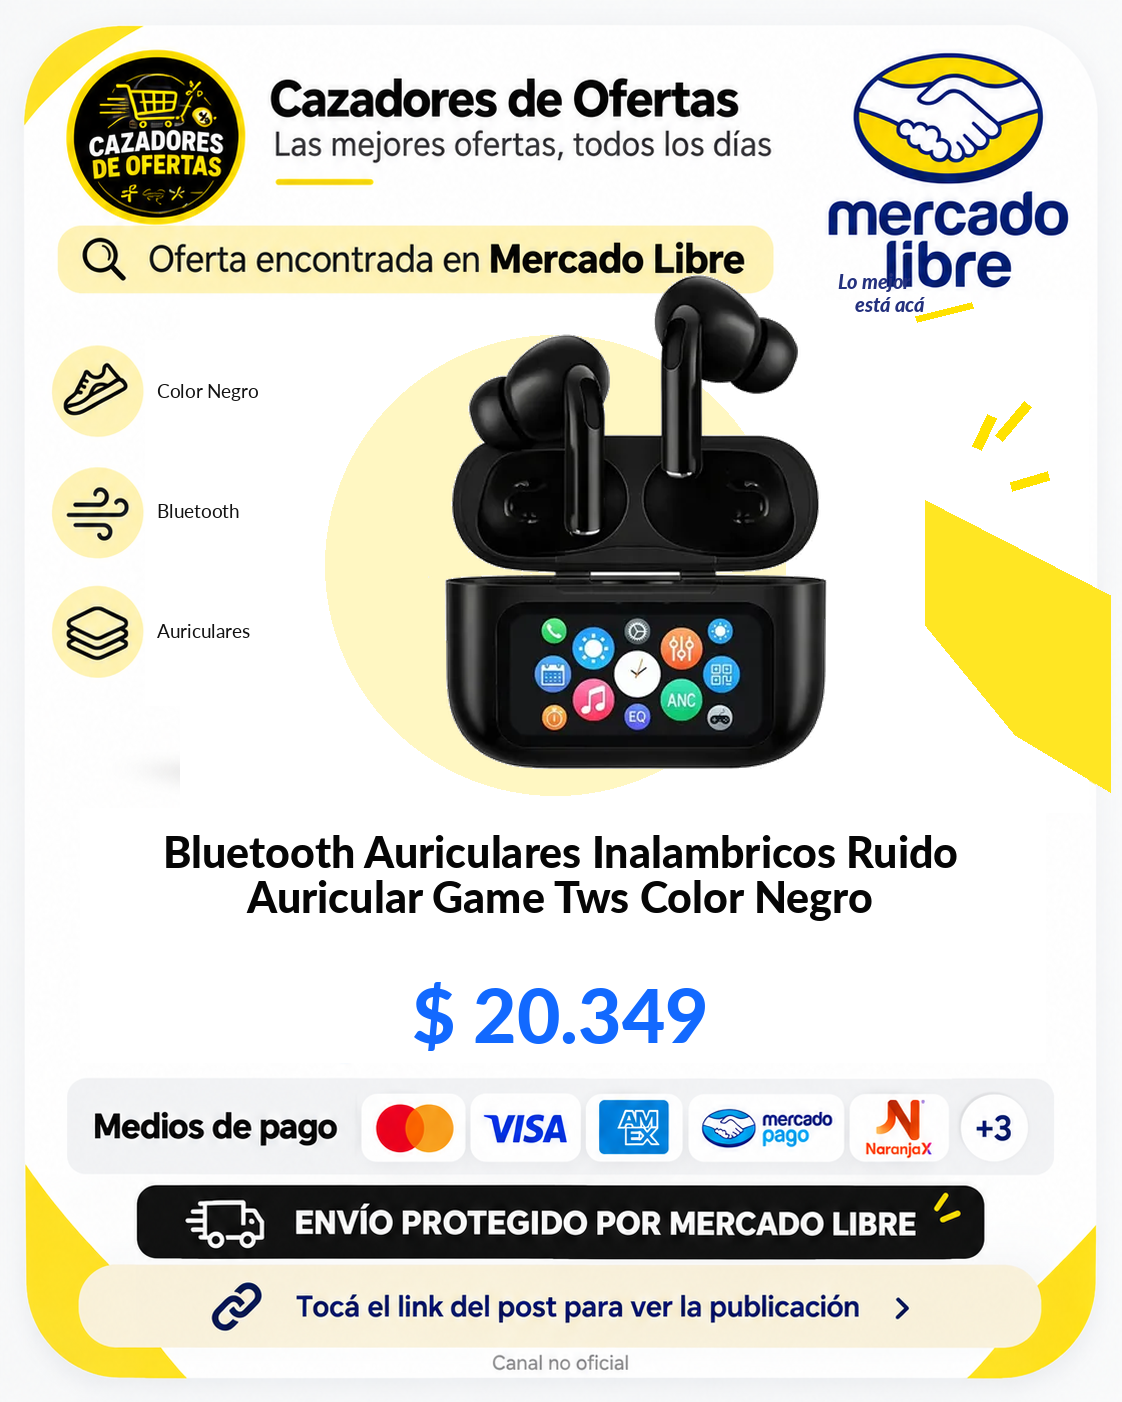 CAZADORES
DE OFERTAS
Cazadores de Ofertas
Las mejores ofertas, todos los días
mercado
libre
Lo mejor
está acá
Oferta encontrada en Mercado Libre
Color Negro
Bluetooth
Auriculares
ANC
EQ
Bluetooth Auriculares Inalambricos Ruido
Auricular Game Tws Color Negro
$ 20.349
Medios de pago
VISA
AM
EX
mercado
pago
NaranjaX
+3
ENVÍO PROTEGIDO POR MERCADO LIBRE
Tocá el link del post para ver la publicación
Canal no oficial